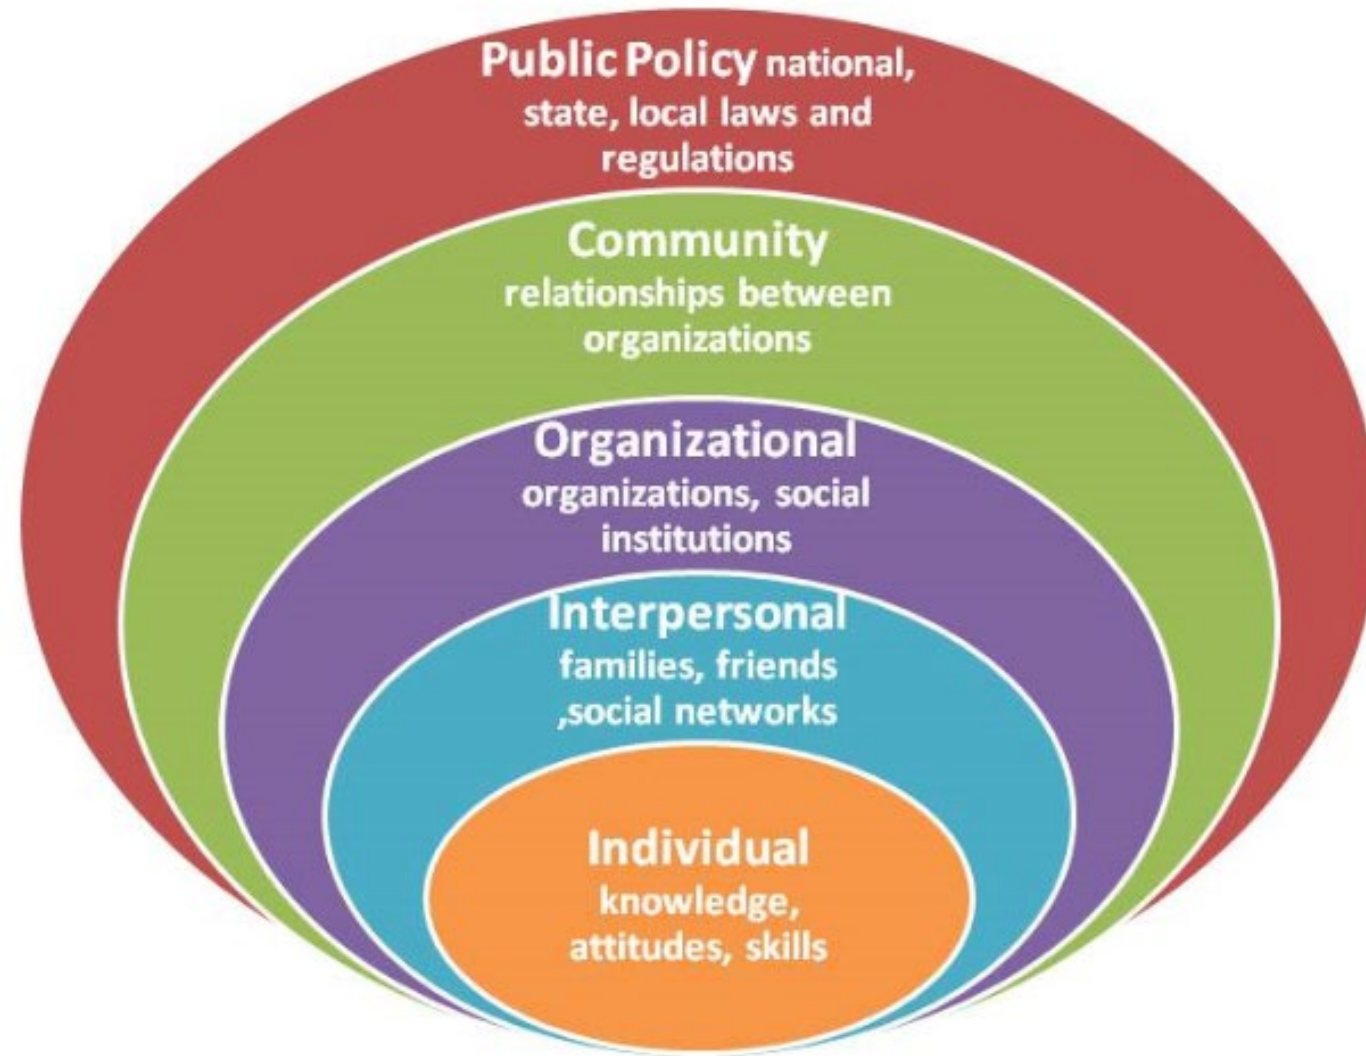 Public Policy national,
state, local laws and
regulations
Community
relationships between
organizations
Organizational
organizations, social
institutions
Interpersonal
families, friends
,social networks
Individual
knowledge,
attitudes, skills